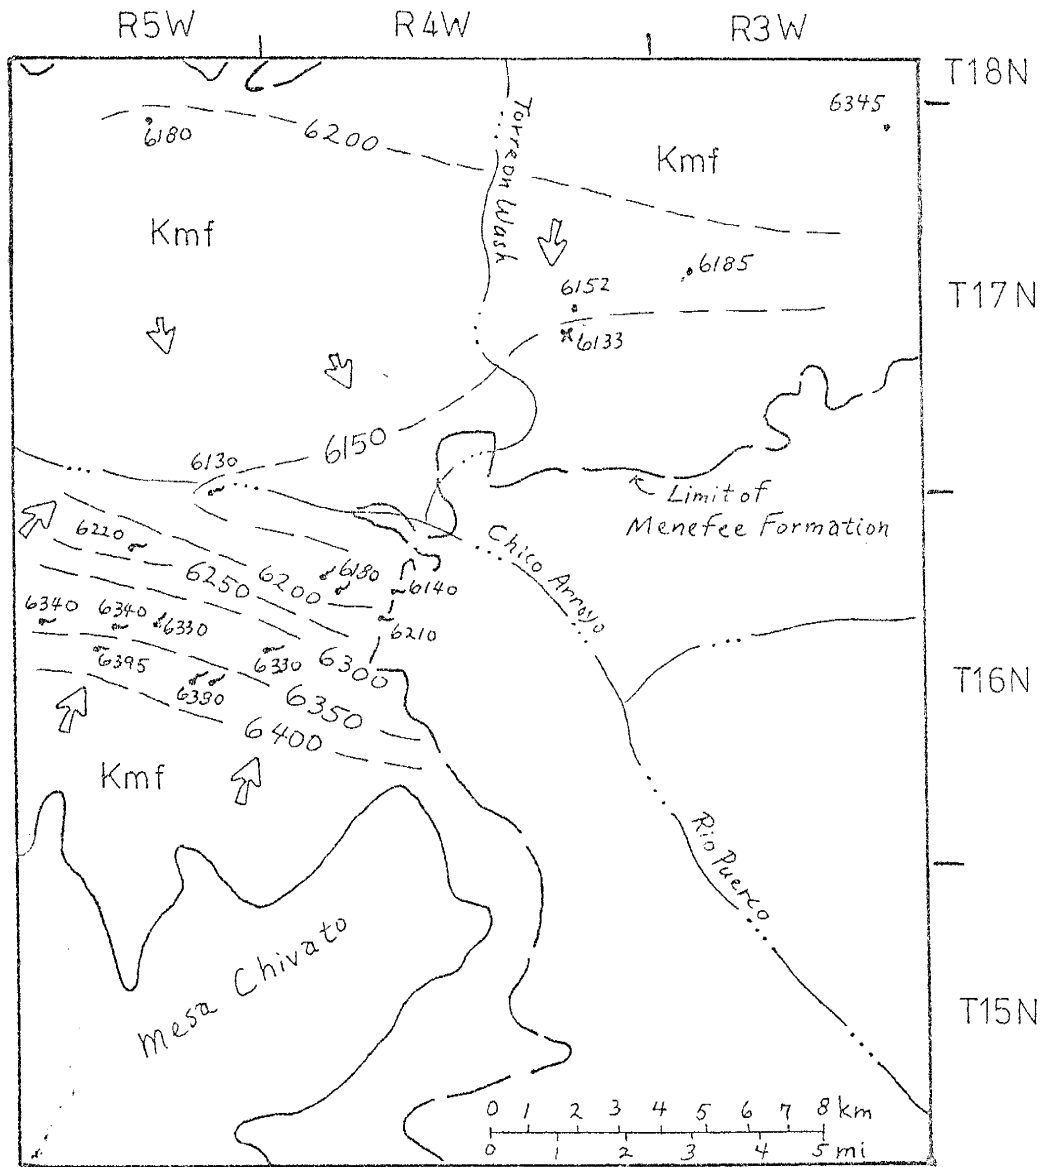 R5W R4W R3W
T18N
6345
6180
6200
Kmf
Torreon Wash
Kmf
6185
6152
T17N
6133
6150
6130
Limit of
Menefee Formation
Chico Arroyo
6220
6180
6250
6200
6140
6340
6340
6330
6210
6395
6330
6300
T16N
6380
6350
6400
Kmf
Rio Puerco
Mesa Chivato
T15N
0 1 2 3 4 5 6 7 8 km
0 1 2 3 4 5 mi